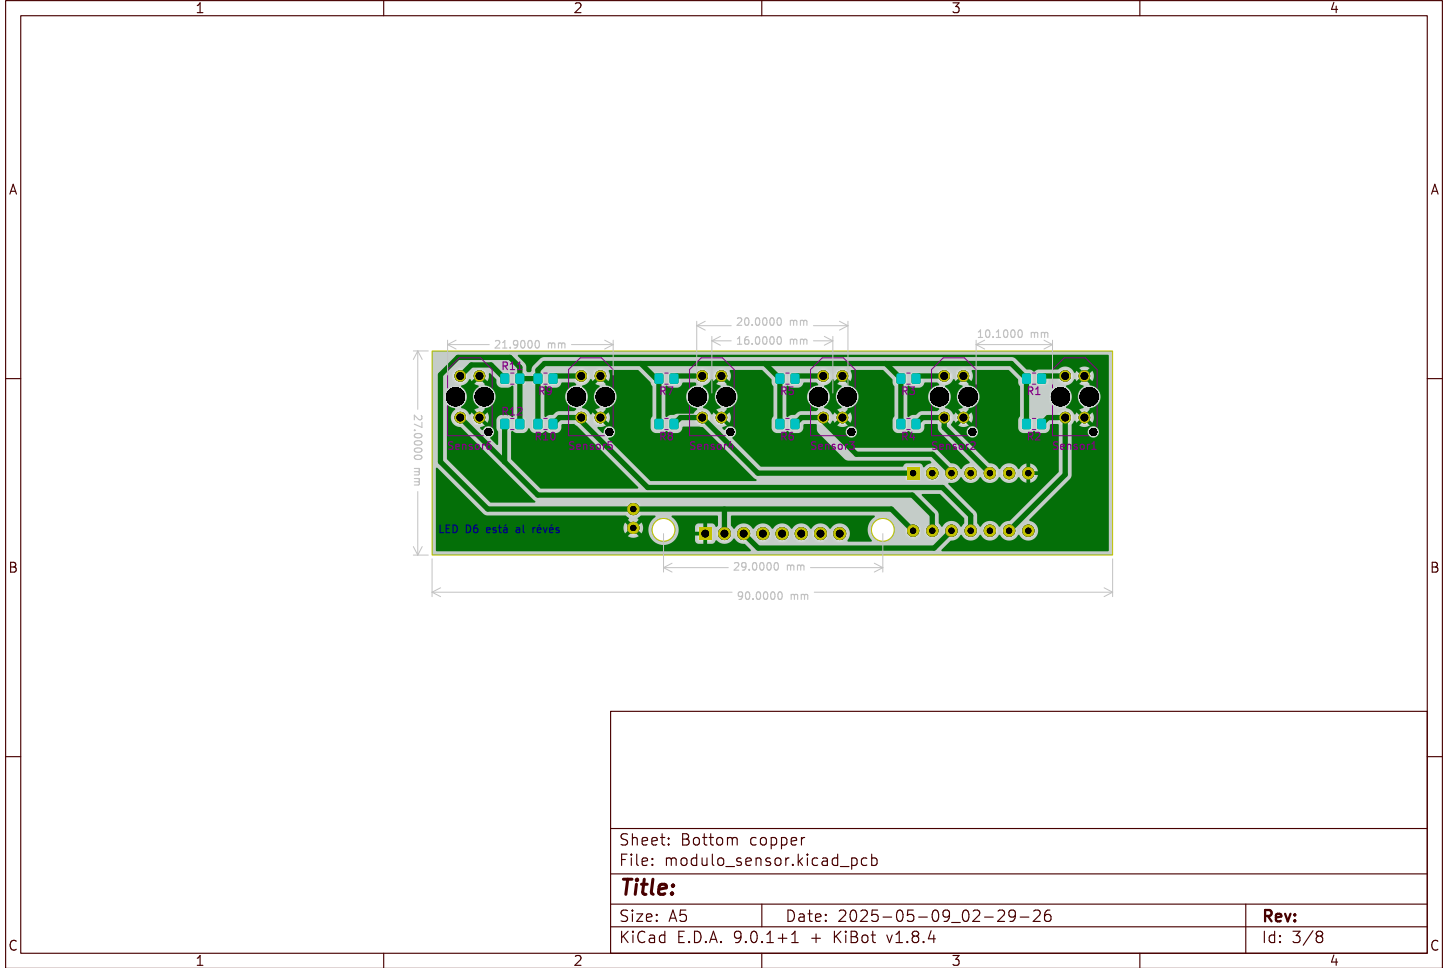 1 2 3 4
A A
20.0000 mm
21.9000 mm 16.0000 mm 10.1000 mm
R9 R7 R5 R3 R1
27.0000 mm
R10 R8 R6 R4 R2
Sensor6 Sensor5 Sensor4 Sensor3 Sensor2 Sensor1
LED D6 está al révés
29.0000 mm
B B
90.0000 mm
Sheet: Bottom copper
File: modulo_sensor.kicad_pcb
Title:
Size: A5 Date: 2025-05-09_02-29-26 Rev:
KiCad E.D.A. 9.0.1+1 + KiBot v1.8.4 Id: 3/8
C C
1 2 3 4